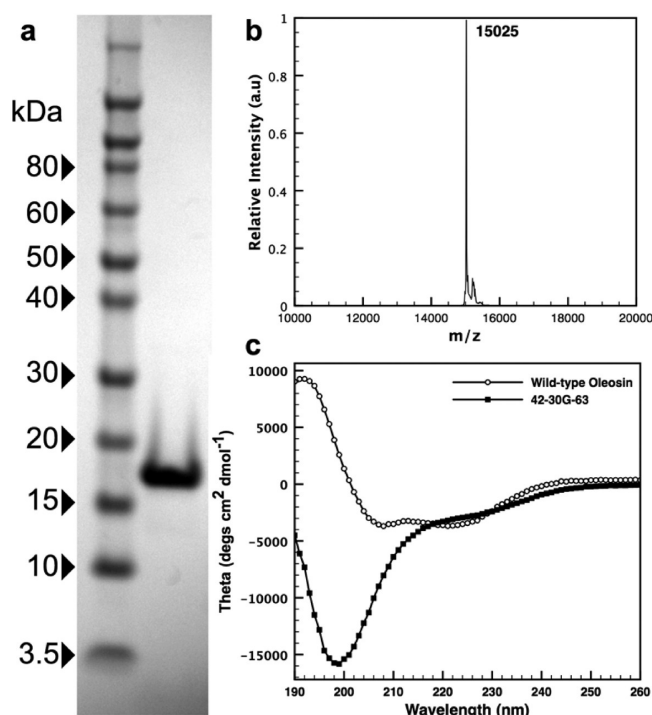 a
kDa
80
60
50
40
30
20
15
10
3.5
b
15025
Relative Intensity (a.u)
1
0.8
0.6
0.4
0.2
0
10000 12000 14000 16000 18000 20000
m/z
c
Wild-type Oleosin
42-30G-63
Theta (degs cm² dmol⁻¹)
10000
5000
0
-5000
-10000
-15000
190 200 210 220 230 240 250 260
Wavelength (nm)